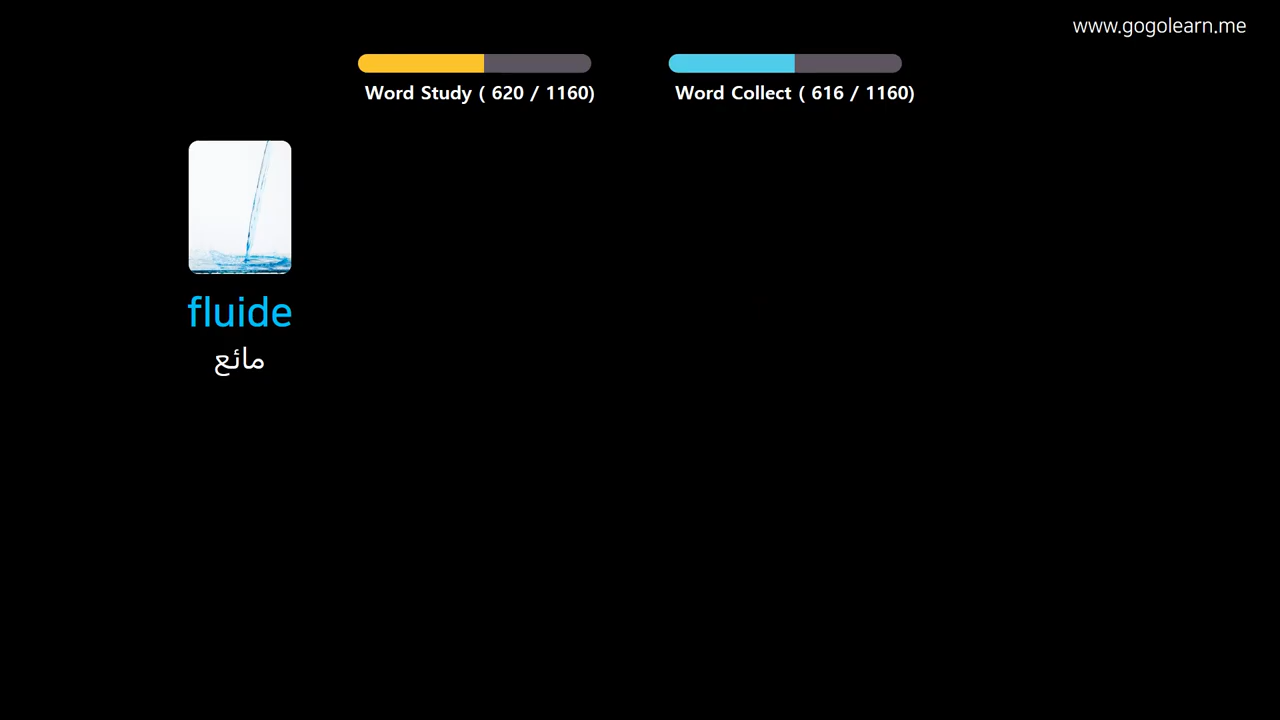 www.gogolearn.me
Word Study ( 620 / 1160)
Word Collect ( 616 / 1160)
fluide
مائع